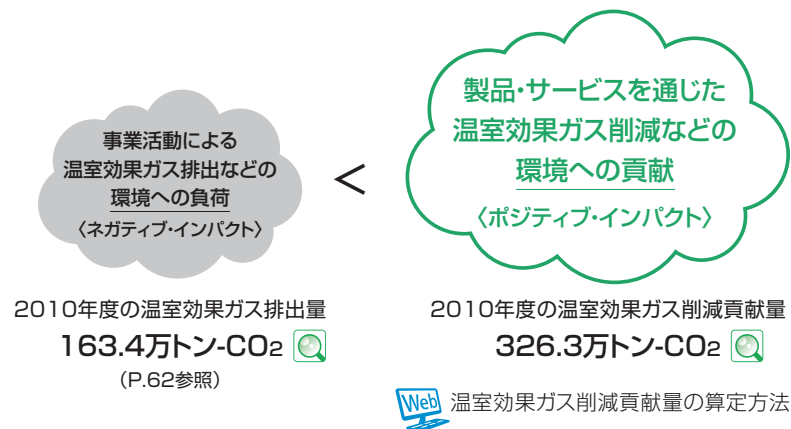 事業活動による
温室効果ガス排出などの
環境への負荷
〈ネガティブ・インパクト〉
<
製品・サービスを通じた
温室効果ガス削減などの
環境への貢献
〈ポジティブ・インパクト〉
2010年度の温室効果ガス排出量
163.4万トン-CO2
(P.62参照)
2010年度の温室効果ガス削減貢献量
326.3万トン-CO2
Web 温室効果ガス削減貢献量の算定方法